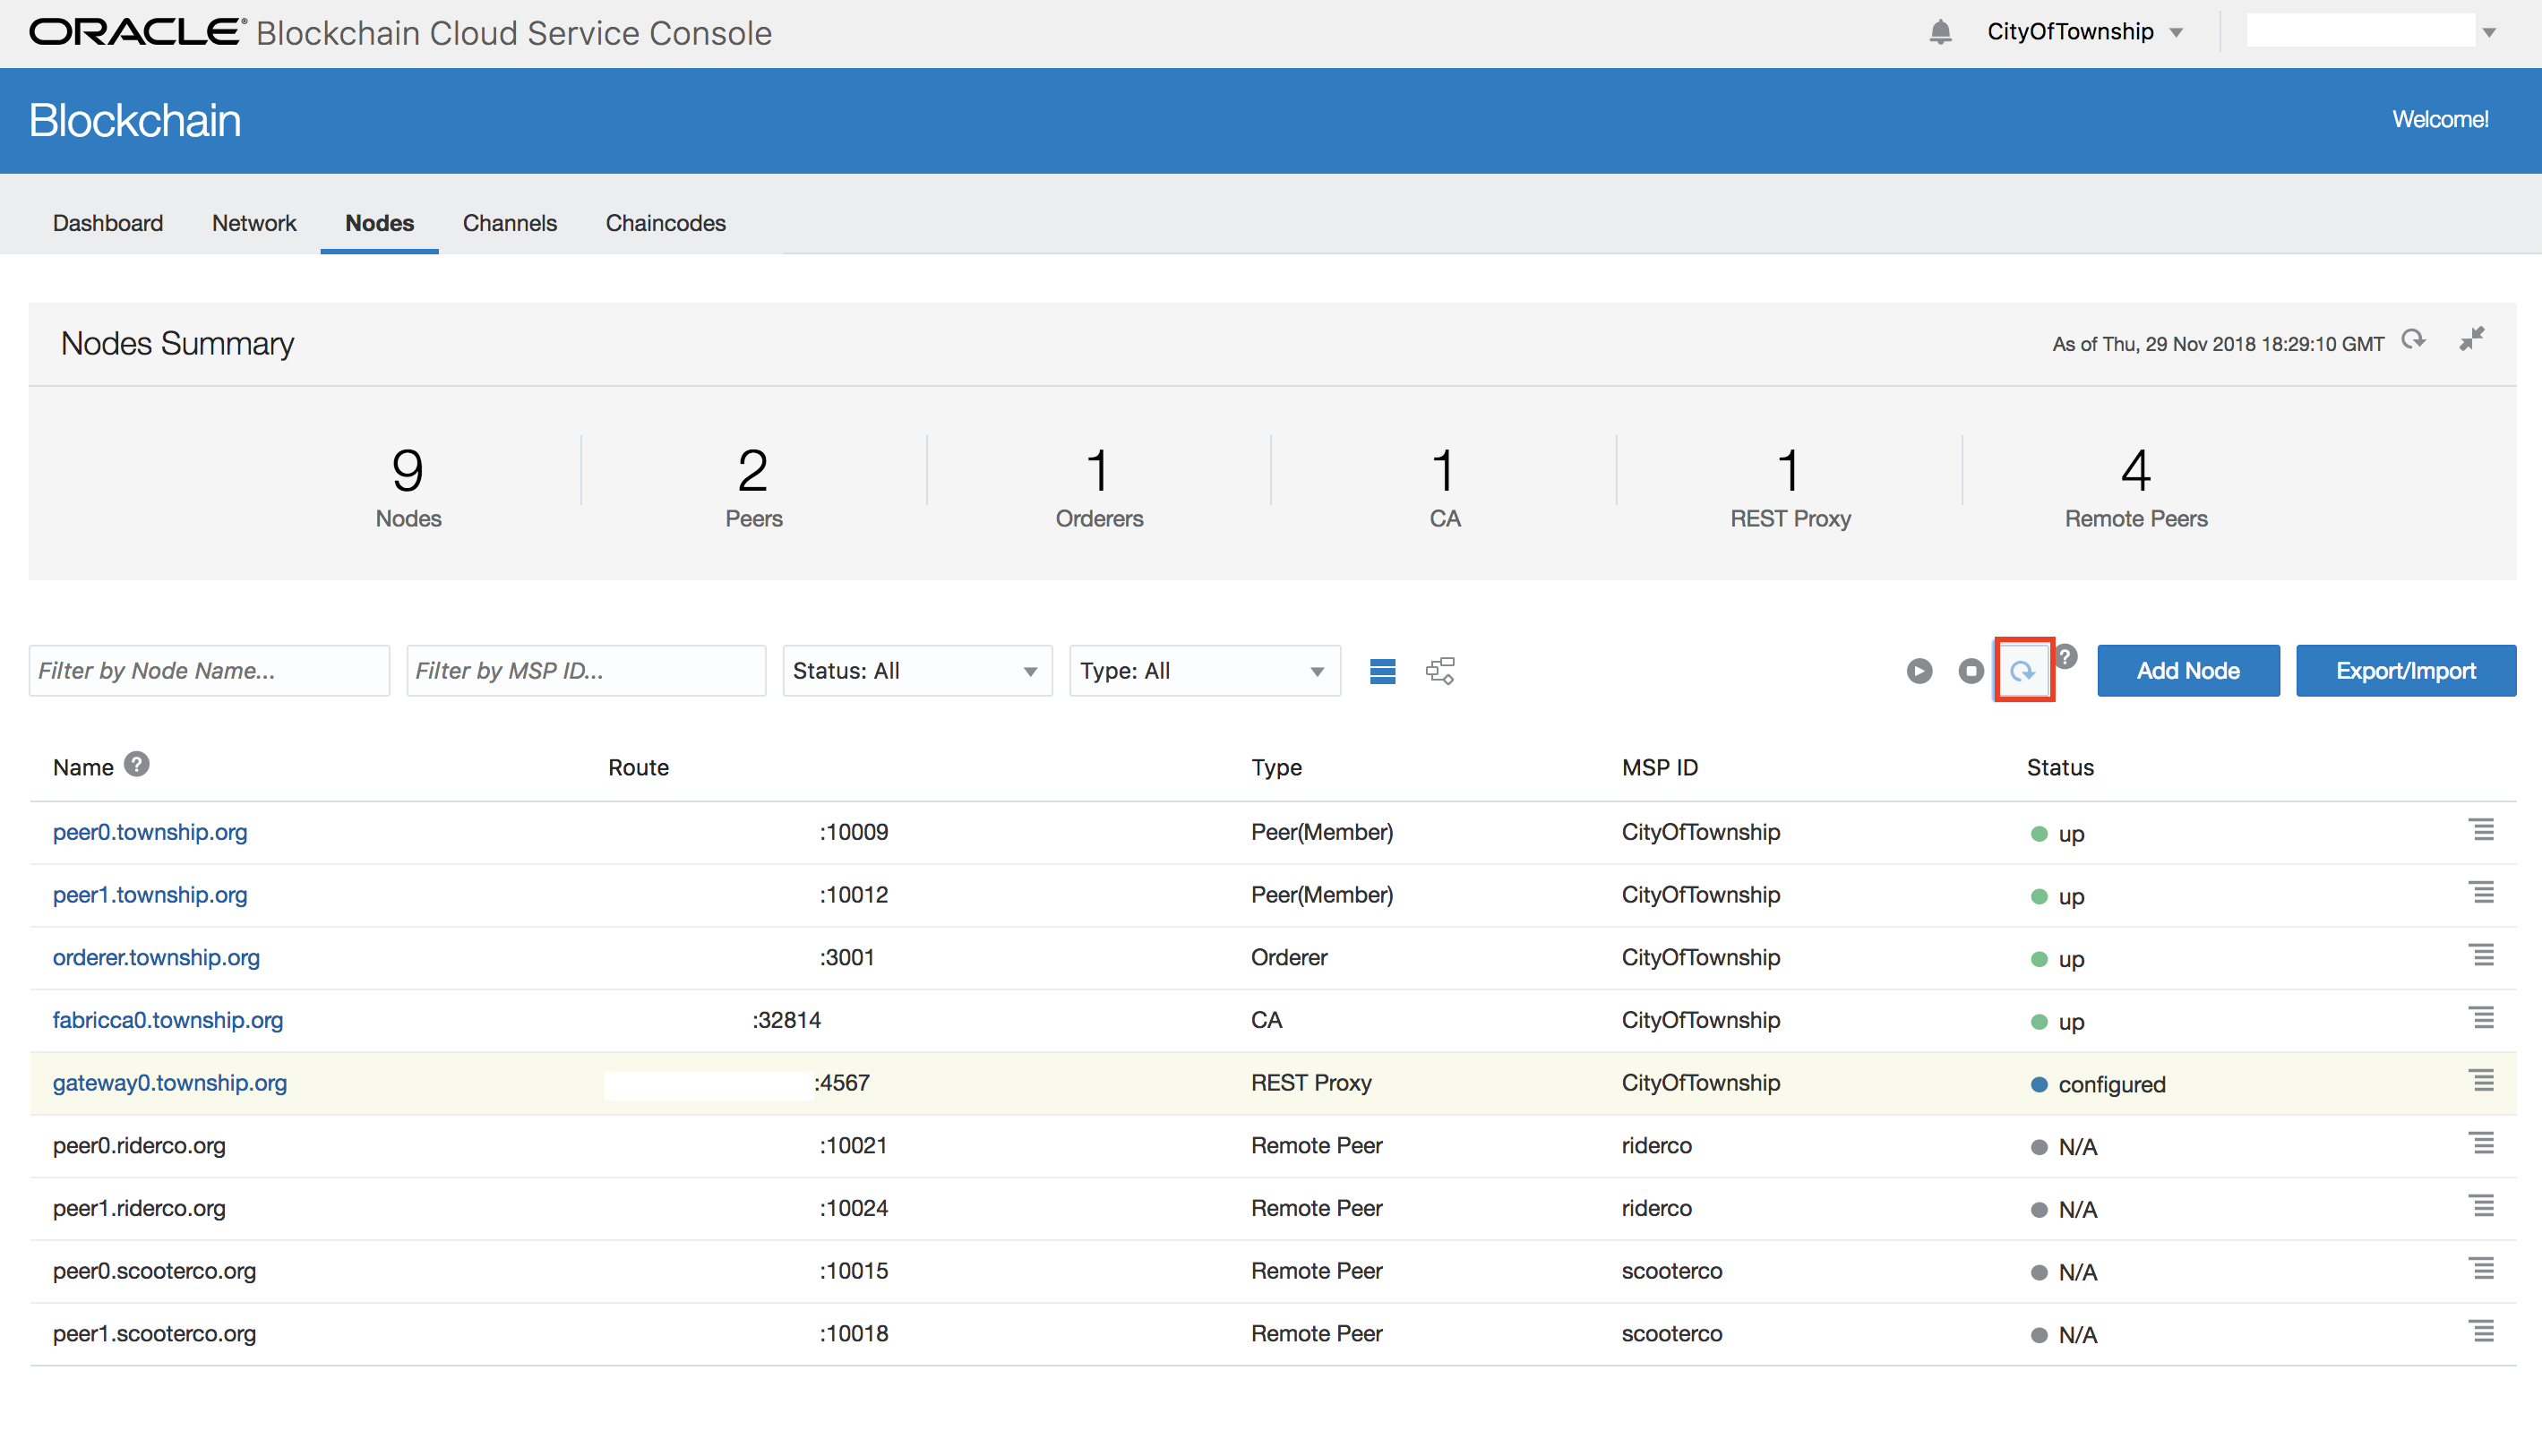 ORACLE® Blockchain Cloud Service Console CityOfTownship
Blockchain Welcome!
Dashboard Network Nodes Channels Chaincodes
Nodes Summary As of Thu, 29 Nov 2018 18:29:10 GMT
9 2 1 1 1 4
Nodes Peers Orderers CA REST Proxy Remote Peers
Filter by Node Name... Filter by MSP ID... Status: All Type: All ? Add Node Export/Import
Name ? Route Type MSP ID Status
peer0.township.org :10009 Peer(Member) CityOfTownship up
peer1.township.org :10012 Peer(Member) CityOfTownship up
orderer.township.org :3001 Orderer CityOfTownship up
fabricca0.township.org :32814 CA CityOfTownship up
gateway0.township.org :4567 REST Proxy CityOfTownship configured
peer0.riderco.org :10021 Remote Peer riderco N/A
peer1.riderco.org :10024 Remote Peer riderco N/A
peer0.scooterco.org :10015 Remote Peer scooterco N/A
peer1.scooterco.org :10018 Remote Peer scooterco N/A